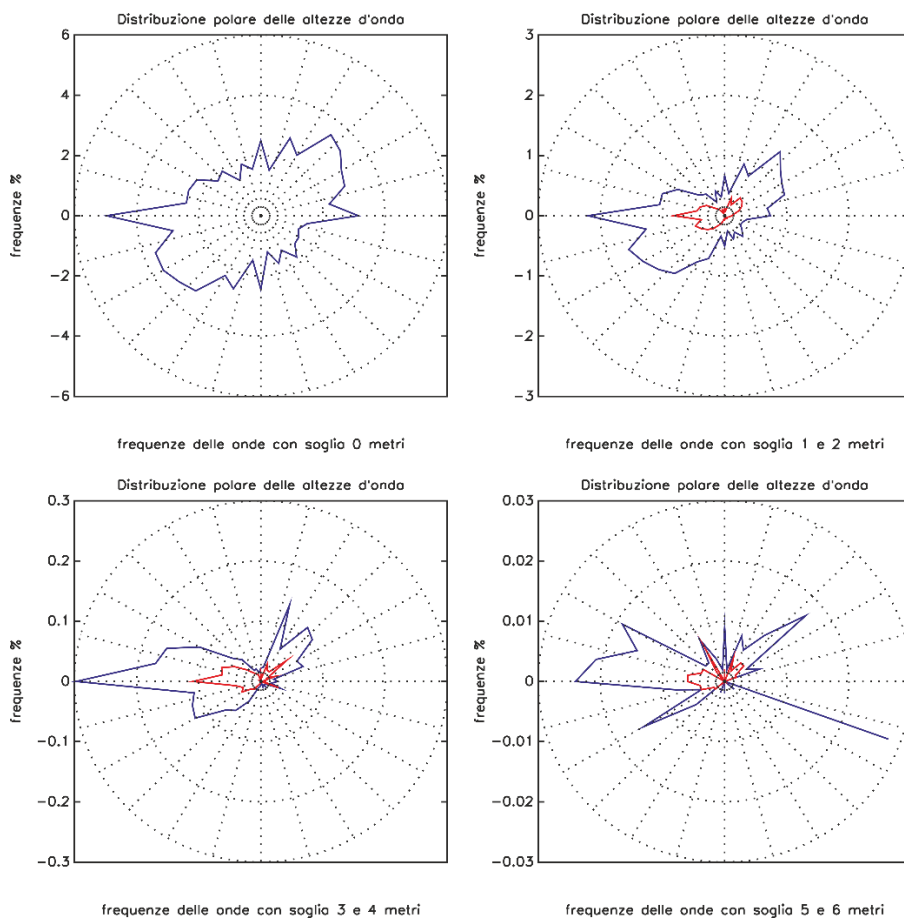 Distribuzione polare delle altezze d'onda
6
4
2
0
−2
−4
−6
frequenze %
frequenze delle onde con soglia 0 metri
Distribuzione polare delle altezze d'onda
3
2
1
0
−1
−2
−3
frequenze %
frequenze delle onde con soglia 1 e 2 metri
Distribuzione polare delle altezze d'onda
0.3
0.2
0.1
0
−0.1
−0.2
−0.3
frequenze %
frequenze delle onde con soglia 3 e 4 metri
Distribuzione polare delle altezze d'onda
0.03
0.02
0.01
0
−0.01
−0.02
−0.03
frequenze %
frequenze delle onde con soglia 5 e 6 metri